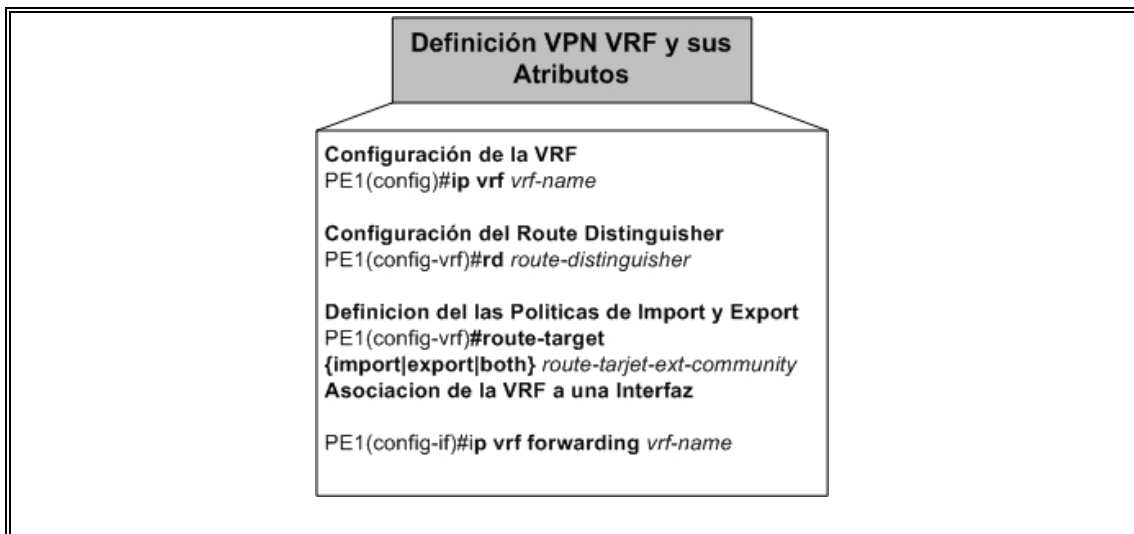 Definición VPN VRF y sus
Atributos
Configuración de la VRF
PE1(config)#ip vrf vrf-name
Configuración del Route Distinguisher
PE1(config-vrf)#rd route-distinguisher
Definicion del las Politicas de Import y Export
PE1(config-vrf)#route-target
{import|export|both} route-tarjet-ext-community
Asociacion de la VRF a una Interfaz
PE1(config-if)#ip vrf forwarding vrf-name